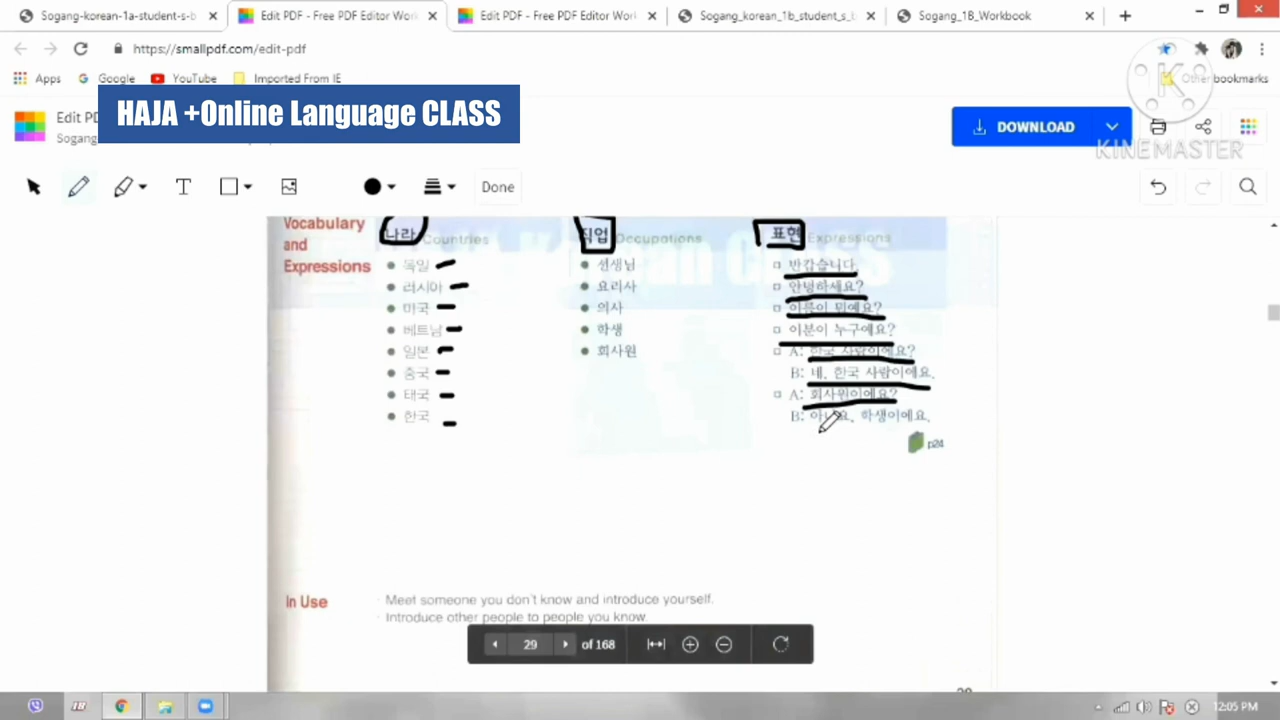 Sogang-korean-1a-student-s-b
Edit PDF - Free PDF Editor Work
Edit PDF - Free PDF Editor Work
Sogang_korean_1b_student_s_b
Sogang_1B_Workbook
https://smallpdf.com/edit-pdf
Apps
Google
YouTube
Imported From IE
Other bookmarks
HAJA +Online Language CLASS
Edit PD
Sogan
DOWNLOAD
K
KINEMASTER
Done
Vocabulary
and
Expressions
나라 Countries
독일
러시아
미국
베트남
일본
중국
태국
한국
직업 Occupations
선생님
요리사
의사
학생
회사원
표현 Expressions
반갑습니다.
안녕하세요?
이름이 뭐예요?
이분이 누구예요?
A: 한국 사람이에요?
B: 네, 한국 사람이에요.
A: 회사원이에요?
B: 아니요, 학생이에요.
p24
In Use
· Meet someone you don't know and introduce yourself.
· Introduce other people to people you know.
29 of 168
12:05 PM